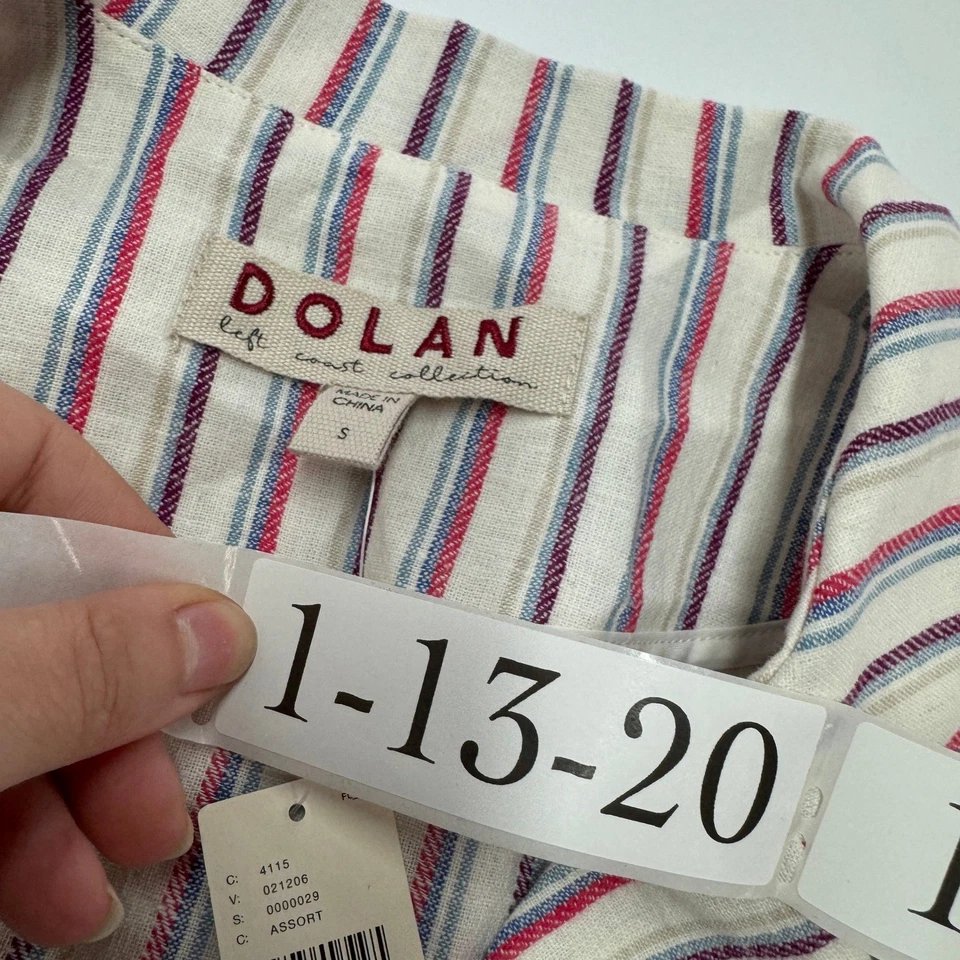 DOLAN
left coast collection
MADE IN
CHINA
S
1-13-20
C: 4115
V: 021206
S: 0000029
C: ASSORT